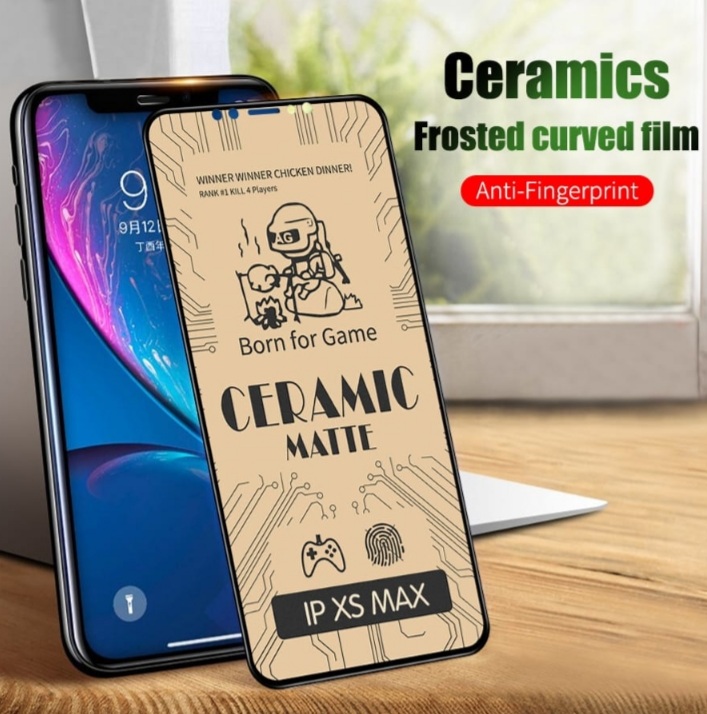 Ceramics
Frosted curved film
Anti-Fingerprint
9月12日
丁酉年
WINNER WINNER CHICKEN DINNER!
RANK #1 KILL 4 Players
AG
Born for Game
CERAMIC
MATTE
IP XS MAX